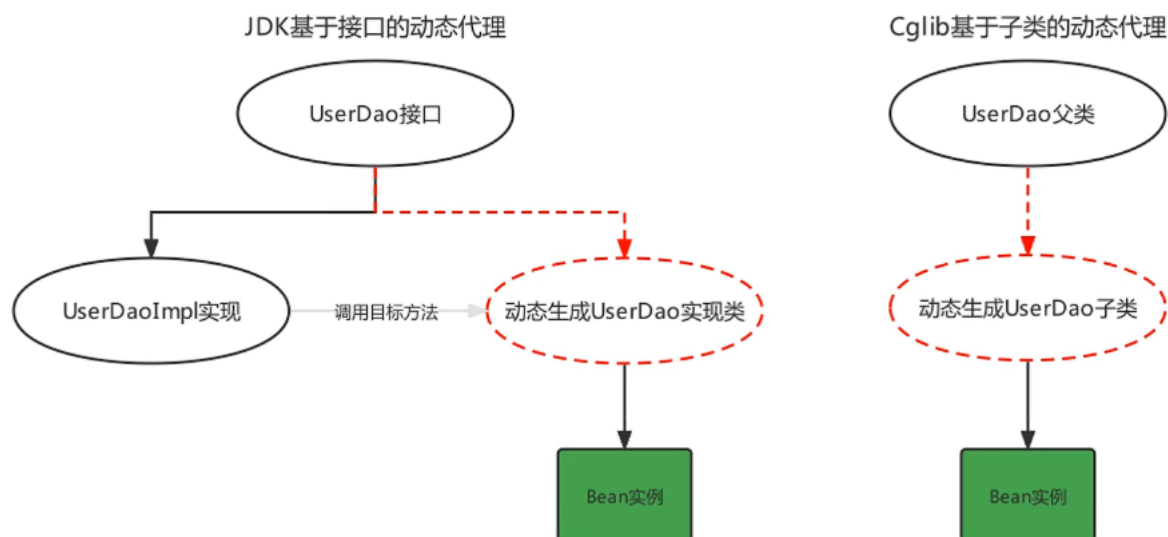 JDK基于接口的动态代理
UserDao接口
UserDaoImpl实现
调用目标方法
动态生成UserDao实现类
Bean实例
Cglib基于子类的动态代理
UserDao父类
动态生成UserDao子类
Bean实例